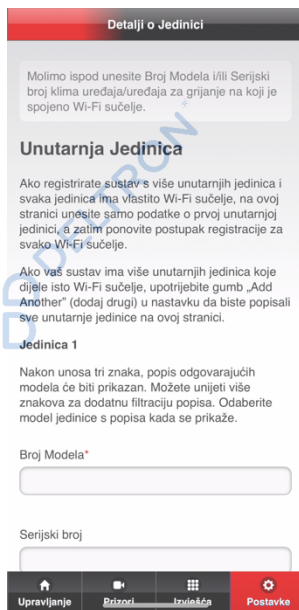 Detalji o Jedinici
Molimo ispod unesite Broj Modela i/ili Serijski
broj klima uređaja/uređaja za grijanje na koji je
spojeno Wi-Fi sučelje.
Unutarnja Jedinica
Ako registrirate sustav s više unutarnjih jedinica i
svaka jedinica ima vlastito Wi-Fi sučelje, na ovoj
stranici unesite samo podatke o prvoj unutarnjoj
jedinici, a zatim ponovite postupak registracije za
svako Wi-Fi sučelje.
Ako vaš sustav ima više unutarnjih jedinica koje
dijele isto Wi-Fi sučelje, upotrijebite gumb „Add
Another" (dodaj drugi) u nastavku da biste popisali
sve unutarnje jedinice na ovoj stranici.
Jedinica 1
Nakon unosa tri znaka, popis odgovarajućih
modela će biti prikazan. Možete unijeti više
znakova za dodatnu filtraciju popisa. Odaberite
model jedinice s popisa kada se prikaže.
Broj Modela*
Serijski broj
Upravljanje Prizori Izvješća Postavke
DELTRON